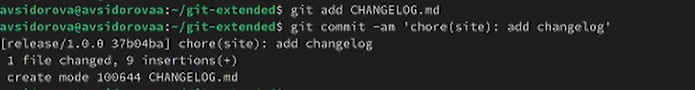 avsidorova@avsidorovaa:~/git-extended$ git add CHANGELOG.md
avsidorova@avsidorovaa:~/git-extended$ git commit -am 'chore(site): add changelog'
[release/1.0.0 37b04ba] chore(site): add changelog
1 file changed, 9 insertions(+)
create mode 100644 CHANGELOG.md